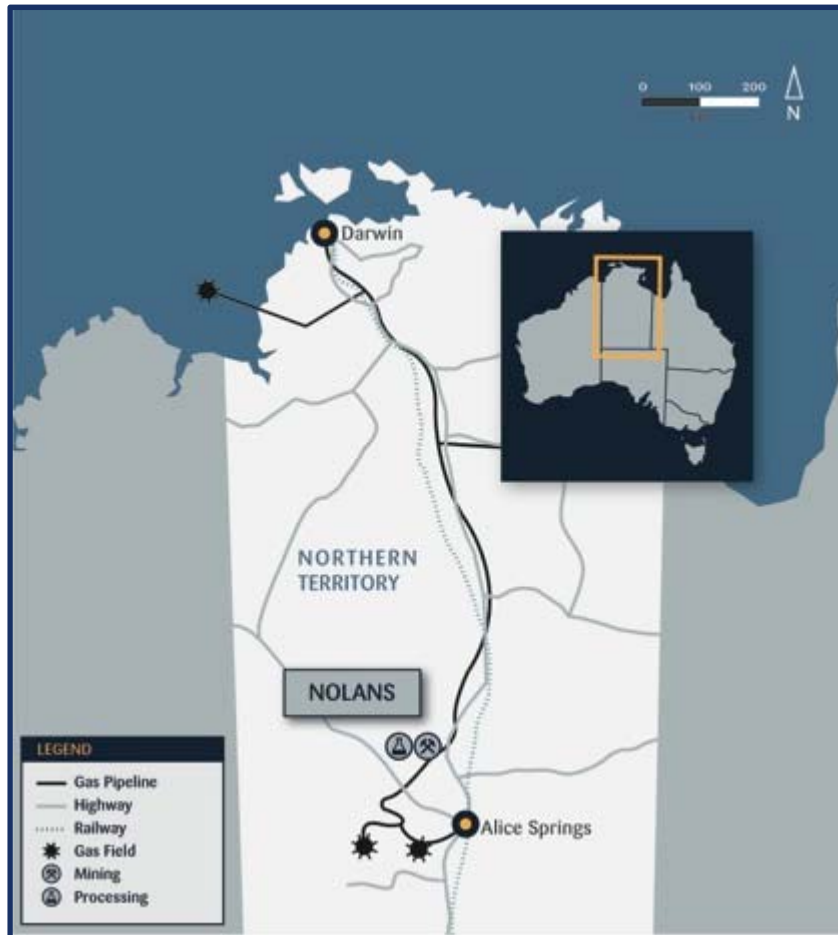 0 100 200
N
Darwin
NORTHERN
TERRITORY
NOLANS
Alice Springs
LEGEND
Gas Pipeline
Highway
Railway
Gas Field
Mining
Processing